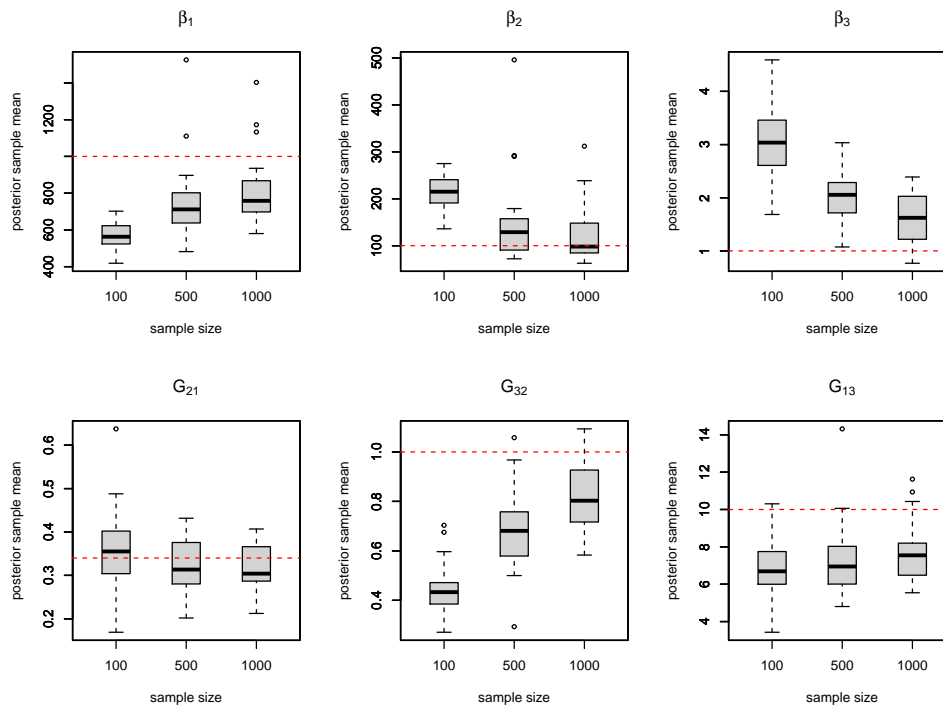 β1 β2 β3
posterior sample mean
400 600 800 1200
100 500 1000
sample size
posterior sample mean
100 200 300 400 500
100 500 1000
sample size
posterior sample mean
1 2 3 4
100 500 1000
sample size
G21 G32 G13
posterior sample mean
0.2 0.3 0.4 0.5 0.6
100 500 1000
sample size
posterior sample mean
0.4 0.6 0.8 1.0
100 500 1000
sample size
posterior sample mean
4 6 8 10 12 14
100 500 1000
sample size